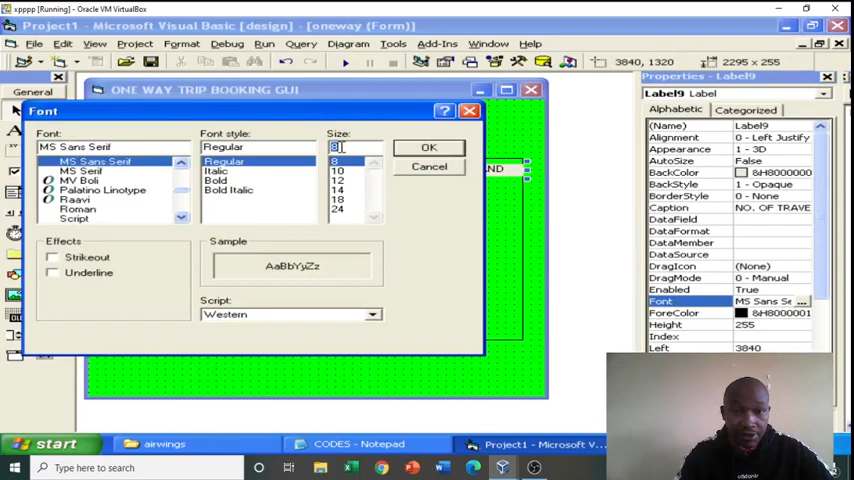 xpppp [Running] - Oracle VM VirtualBox
Project1 - Microsoft Visual Basic [design] - [oneway (Form)]
File Edit View Project Format Debug Run Query Diagram Tools Add-Ins Window Help
3840, 1320
2295 x 255
General
ONE WAY TRIP BOOKING GUI
Properties - Label9
Label9 Label
Alphabetic Categorized
(Name) Label9
Alignment 0 - Left Justify
Appearance 1 - 3D
AutoSize False
BackColor &H8000000
BackStyle 1 - Opaque
BorderStyle 0 - None
Caption NO. OF TRAVE
DataField
DataFormat
DataMember
DataSource
DragIcon (None)
DragMode 0 - Manual
Enabled True
Font MS Sans Se ...
ForeColor &H8000001
Height 255
Index
Left 3840
Font
Font: Font style: Size:
MS Sans Serif Regular 8 OK
MS Sans Serif Regular 8 Cancel
MS Serif Italic 10
MV Boli Bold 12
Palatino Linotype Bold Italic 14
Raavi 18
Roman 24
Script
Effects
Strikeout
Underline
Sample
AaBbYyZz
Script:
Western
AND
start airwings CODES - Notepad Project1 - Microsoft V...
Type here to search